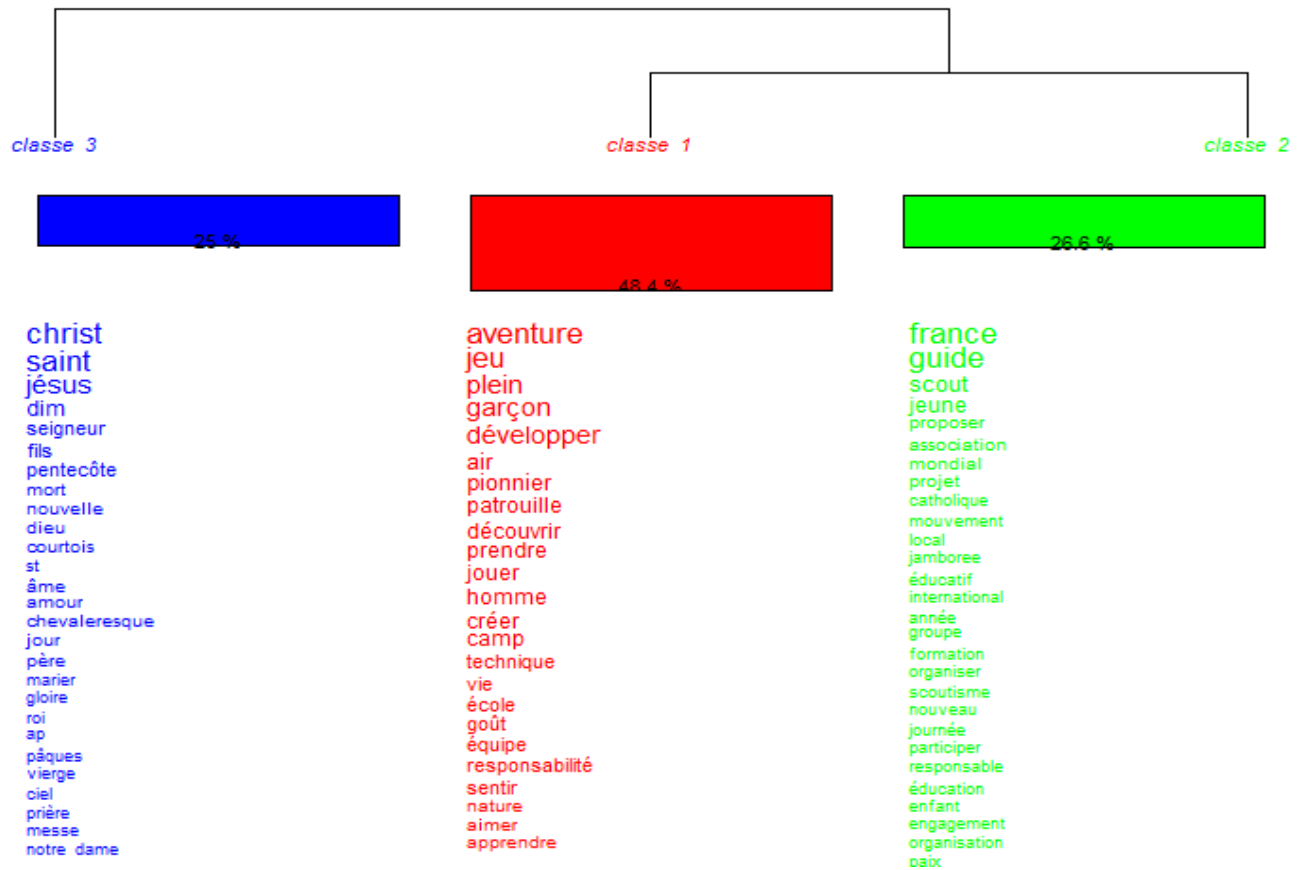 classe 3
classe 1
classe 2
25 %
48.4 %
26.6 %
christ
saint
jésus
dim
seigneur
fils
pentecôte
mort
nouvelle
dieu
courtois
st
âme
amour
chevaleresque
jour
père
marier
gloire
roi
ap
pâques
vierge
ciel
prière
messe
notre dame
aventure
jeu
plein
garçon
développer
air
pionnier
patrouille
découvrir
prendre
jouer
homme
créer
camp
technique
vie
école
goût
équipe
responsabilité
sentir
nature
aimer
apprendre
france
guide
scout
jeune
proposer
association
mondial
projet
catholique
mouvement
local
jamboree
éducatif
international
année
groupe
formation
organiser
scoutisme
nouveau
journée
participer
responsable
éducation
enfant
engagement
organisation
paix